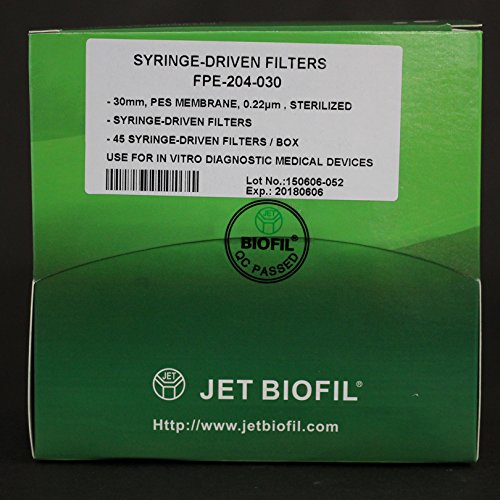 SYRINGE-DRIVEN FILTERS
FPE-204-030
- 30mm, PES MEMBRANE, 0.22µm , STERILIZED
- SYRINGE-DRIVEN FILTERS
- 45 SYRINGE-DRIVEN FILTERS / BOX
USE FOR IN VITRO DIAGNOSTIC MEDICAL DEVICES
Lot No.:150606-052
Exp.: 20180606
JET
BIOFIL®
QC PASSED
JET
JET BIOFIL®
Http://www.jetbiofil.com